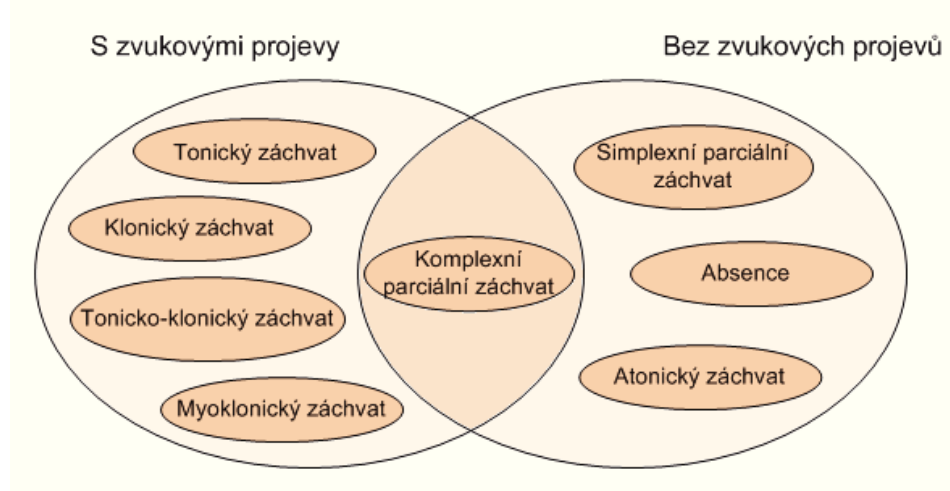 S zvukovými projevy
Bez zvukových projevů
Tonický záchvat
Klonický záchvat
Tonicko-klonický záchvat
Myoklonický záchvat
Komplexní
parciální záchvat
Simplexní parciální
záchvat
Absence
Atonický záchvat